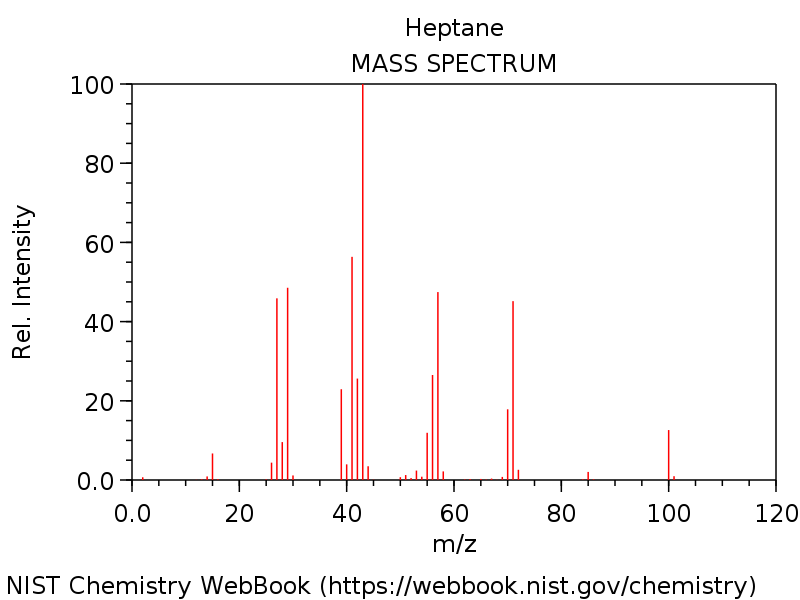 Heptane
MASS SPECTRUM
100
80
60
40
20
0.0
Rel. Intensity
0.0 20 40 60 80 100 120
m/z
NIST Chemistry WebBook (https://webbook.nist.gov/chemistry)